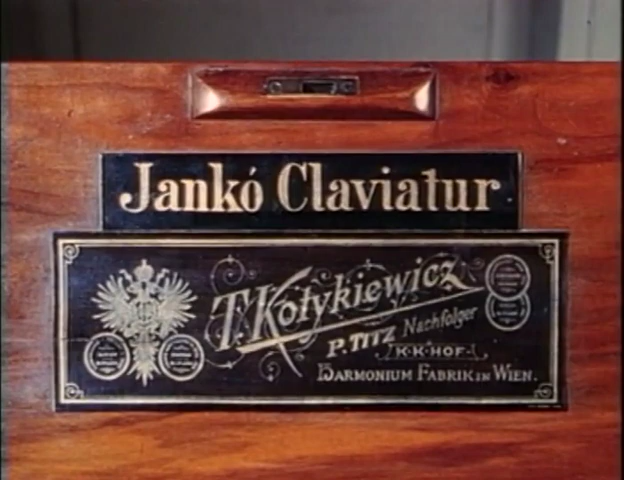 Jankó Claviatur
T. Kotykiewicz
P. TITZ Nachfolger
K·K·HOF-
HARMONIUM FABRIK IN WIEN.